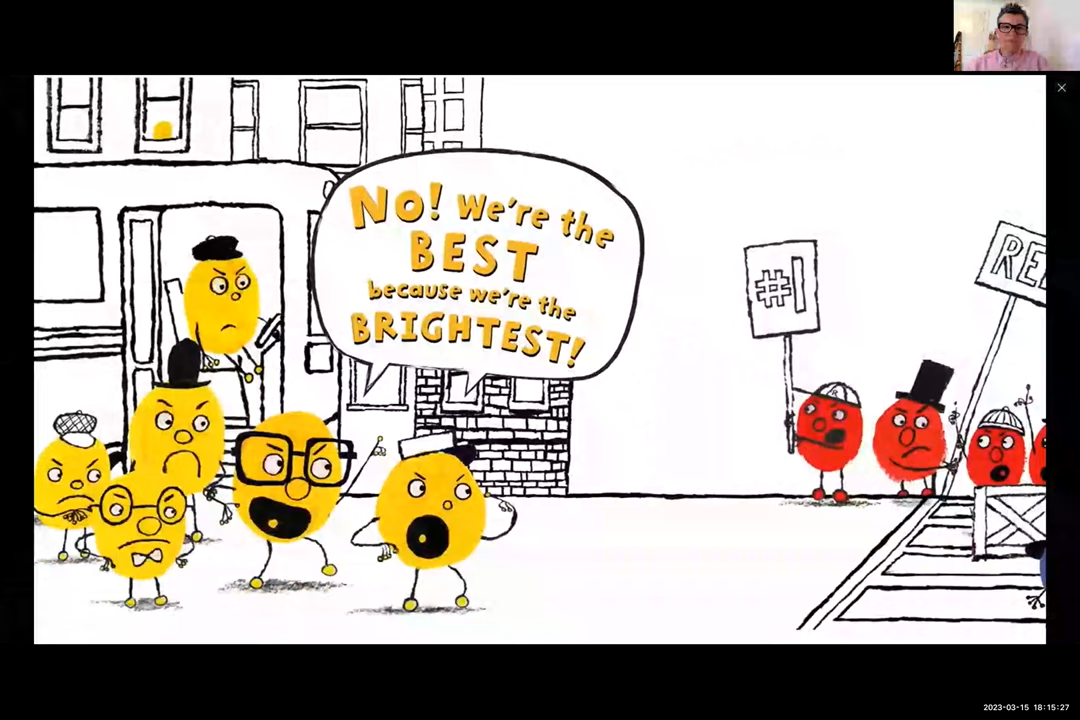 No! We're the
BEST
because we're the
BRIGHTEST!
#1
RE
2023-03-15 18:15:27